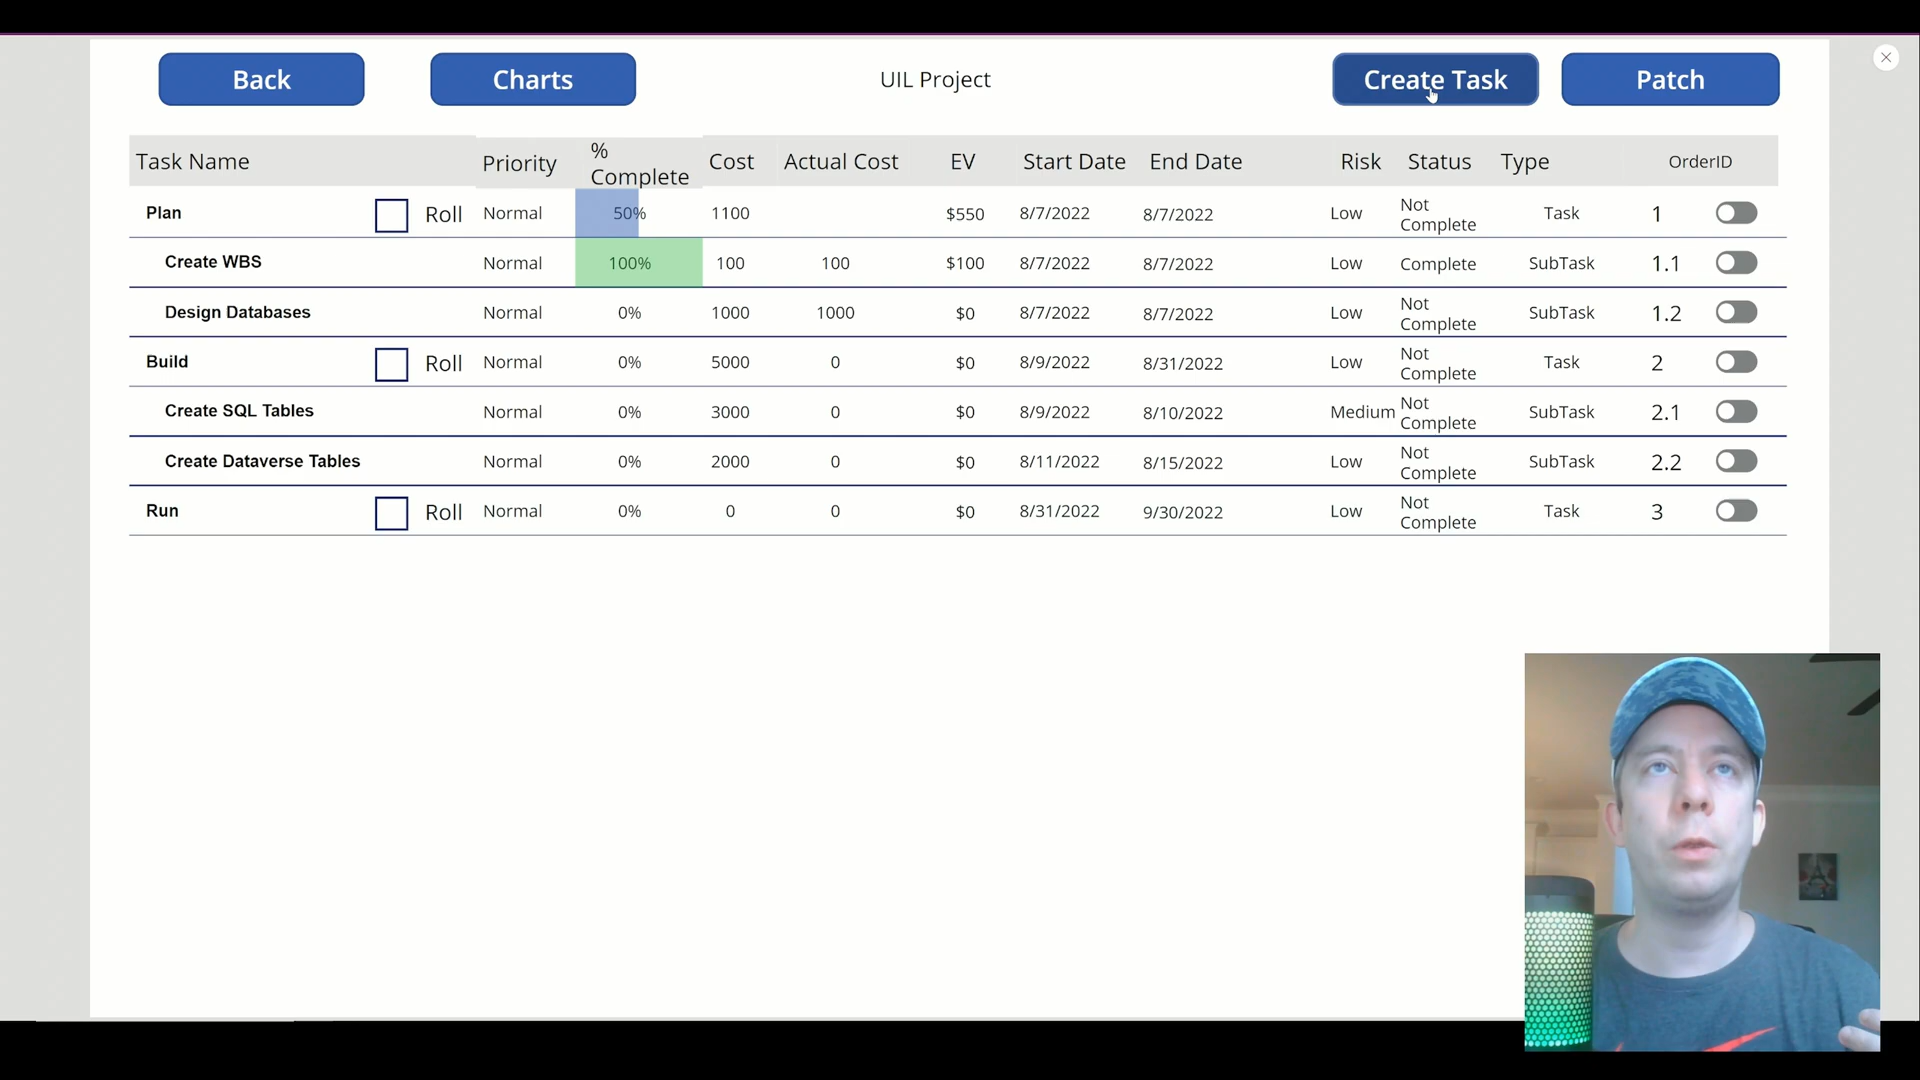 Back Charts UIL Project Create Task Patch
Task Name Priority % Complete Cost Actual Cost EV Start Date End Date Risk Status Type OrderID
Plan Roll Normal 50% 1100 $550 8/7/2022 8/7/2022 Low Not Complete Task 1
Create WBS Normal 100% 100 100 $100 8/7/2022 8/7/2022 Low Complete SubTask 1.1
Design Databases Normal 0% 1000 1000 $0 8/7/2022 8/7/2022 Low Not Complete SubTask 1.2
Build Roll Normal 0% 5000 0 $0 8/9/2022 8/31/2022 Low Not Complete Task 2
Create SQL Tables Normal 0% 3000 0 $0 8/9/2022 8/10/2022 Medium Not Complete SubTask 2.1
Create Dataverse Tables Normal 0% 2000 0 $0 8/11/2022 8/15/2022 Low Not Complete SubTask 2.2
Run Roll Normal 0% 0 0 $0 8/31/2022 9/30/2022 Low Not Complete Task 3